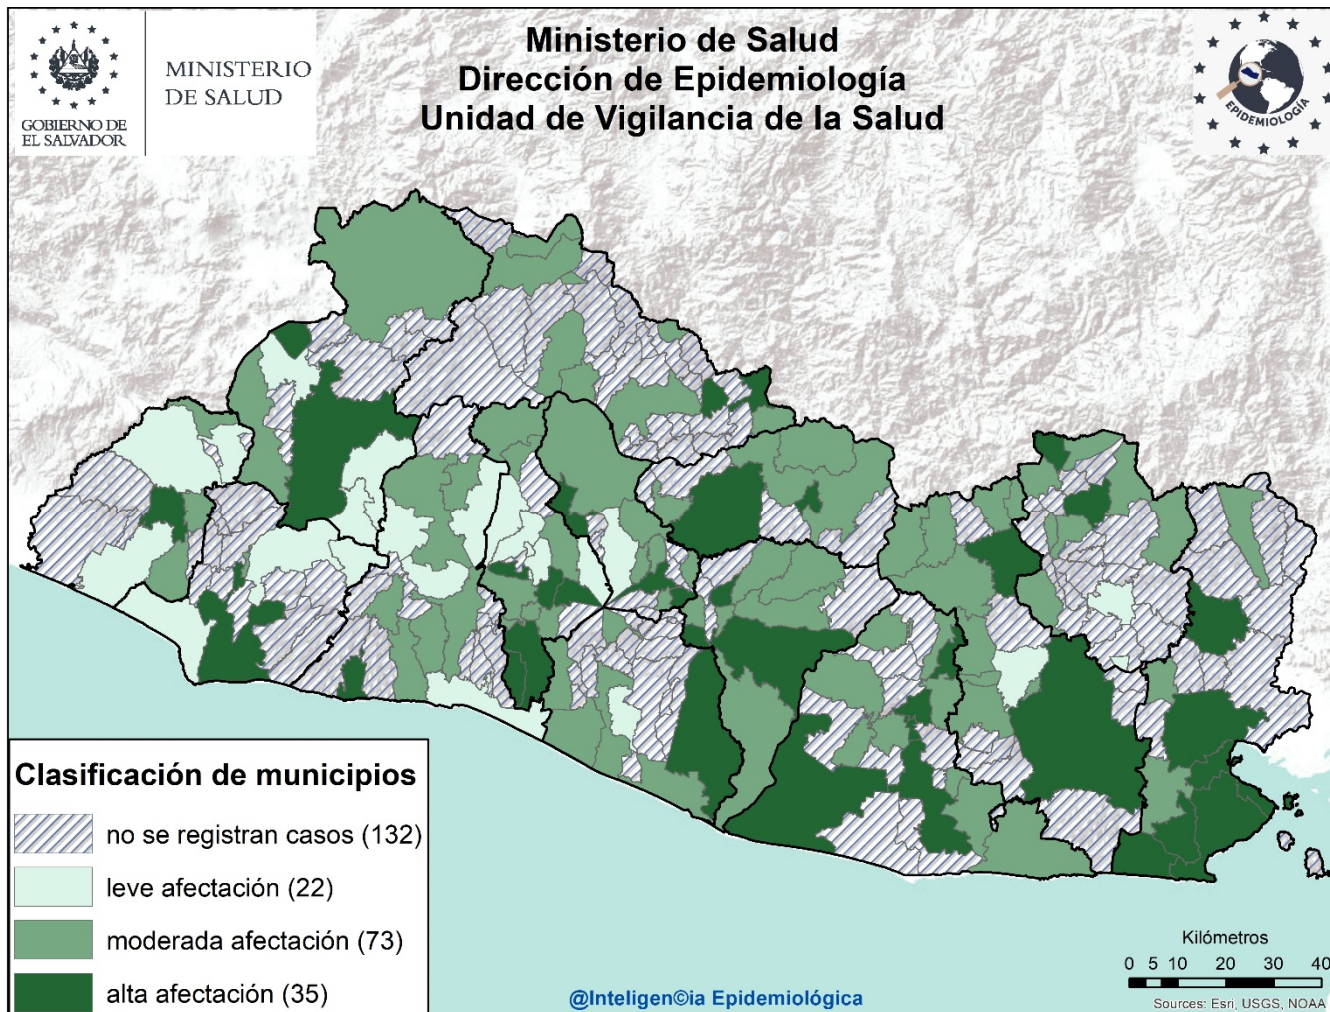 Ministerio de Salud
Dirección de Epidemiología
Unidad de Vigilancia de la Salud
MINISTERIO
DE SALUD
GOBIERNO DE
EL SALVADOR
EPIDEMIOLOGÍA
Clasificación de municipios
no se registran casos (132)
leve afectación (22)
moderada afectación (73)
alta afectación (35)
@Inteligen©ia Epidemiológica
Kilómetros
0 5 10 20 30 40
Sources: Esri, USGS, NOAA